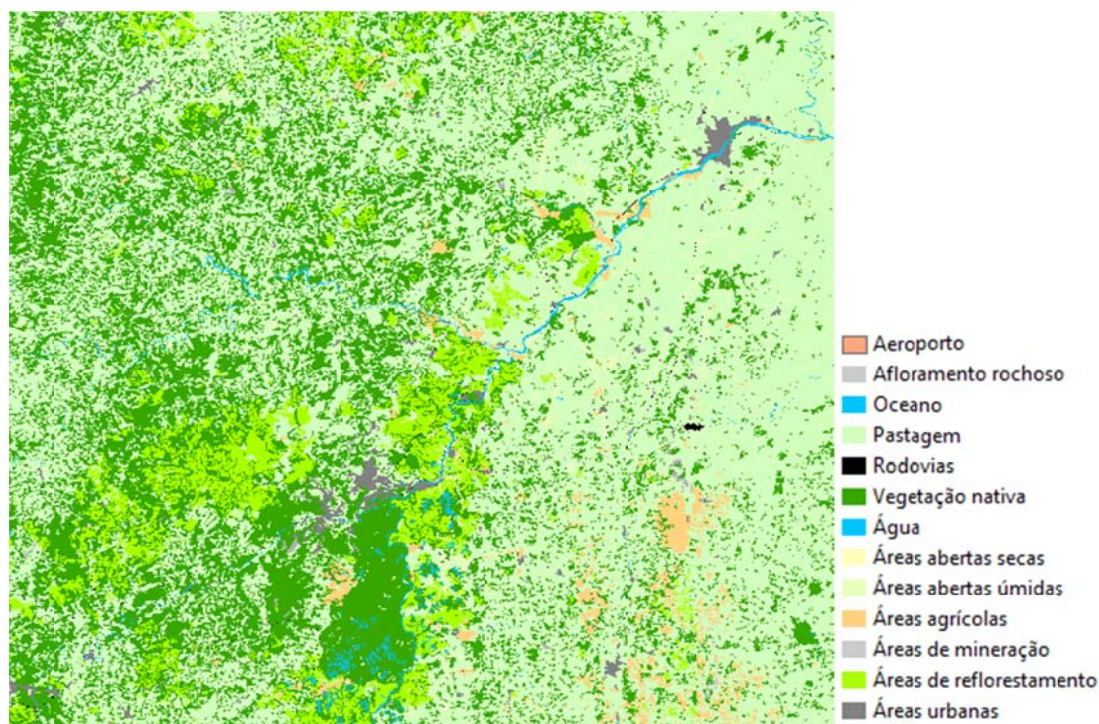 Aeroporto
Afloramento rochoso
Oceano
Pastagem
Rodovias
Vegetação nativa
Água
Áreas abertas secas
Áreas abertas úmidas
Áreas agrícolas
Áreas de mineração
Áreas de reflorestamento
Áreas urbanas